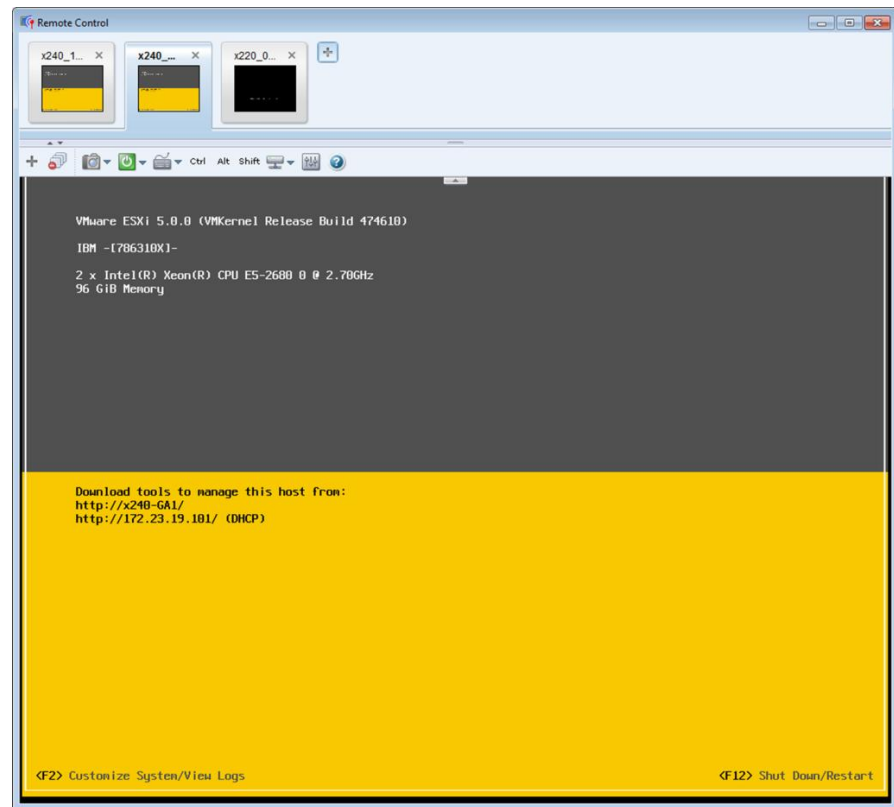 Remote Control
x240_1...
x240_...
x220_0...
Ctrl Alt Shift
VMware ESXi 5.0.0 (VMKernel Release Build 474610)
IBM -[786310X]-
2 x Intel(R) Xeon(R) CPU E5-2680 0 @ 2.70GHz
96 GiB Memory
Download tools to manage this host from:
http://x240-GA1/
http://172.23.19.101/ (DHCP)
<F2> Customize System/View Logs
<F12> Shut Down/Restart